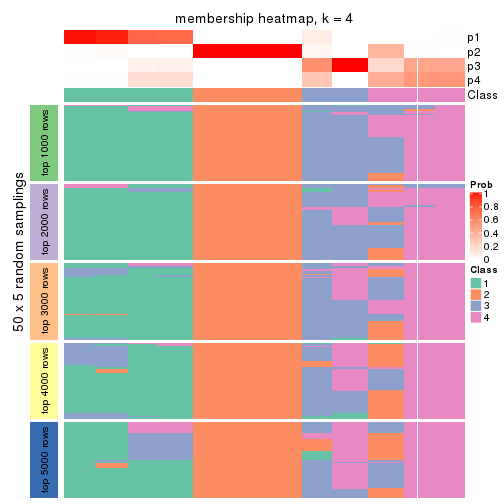 membership heatmap, k = 4
p1
p2
p3
p4
Class
50 x 5 random samplings
top 1000 rows
top 2000 rows
top 3000 rows
top 4000 rows
top 5000 rows
Prob
1
0.8
0.6
0.4
0.2
0
Class
1
2
3
4